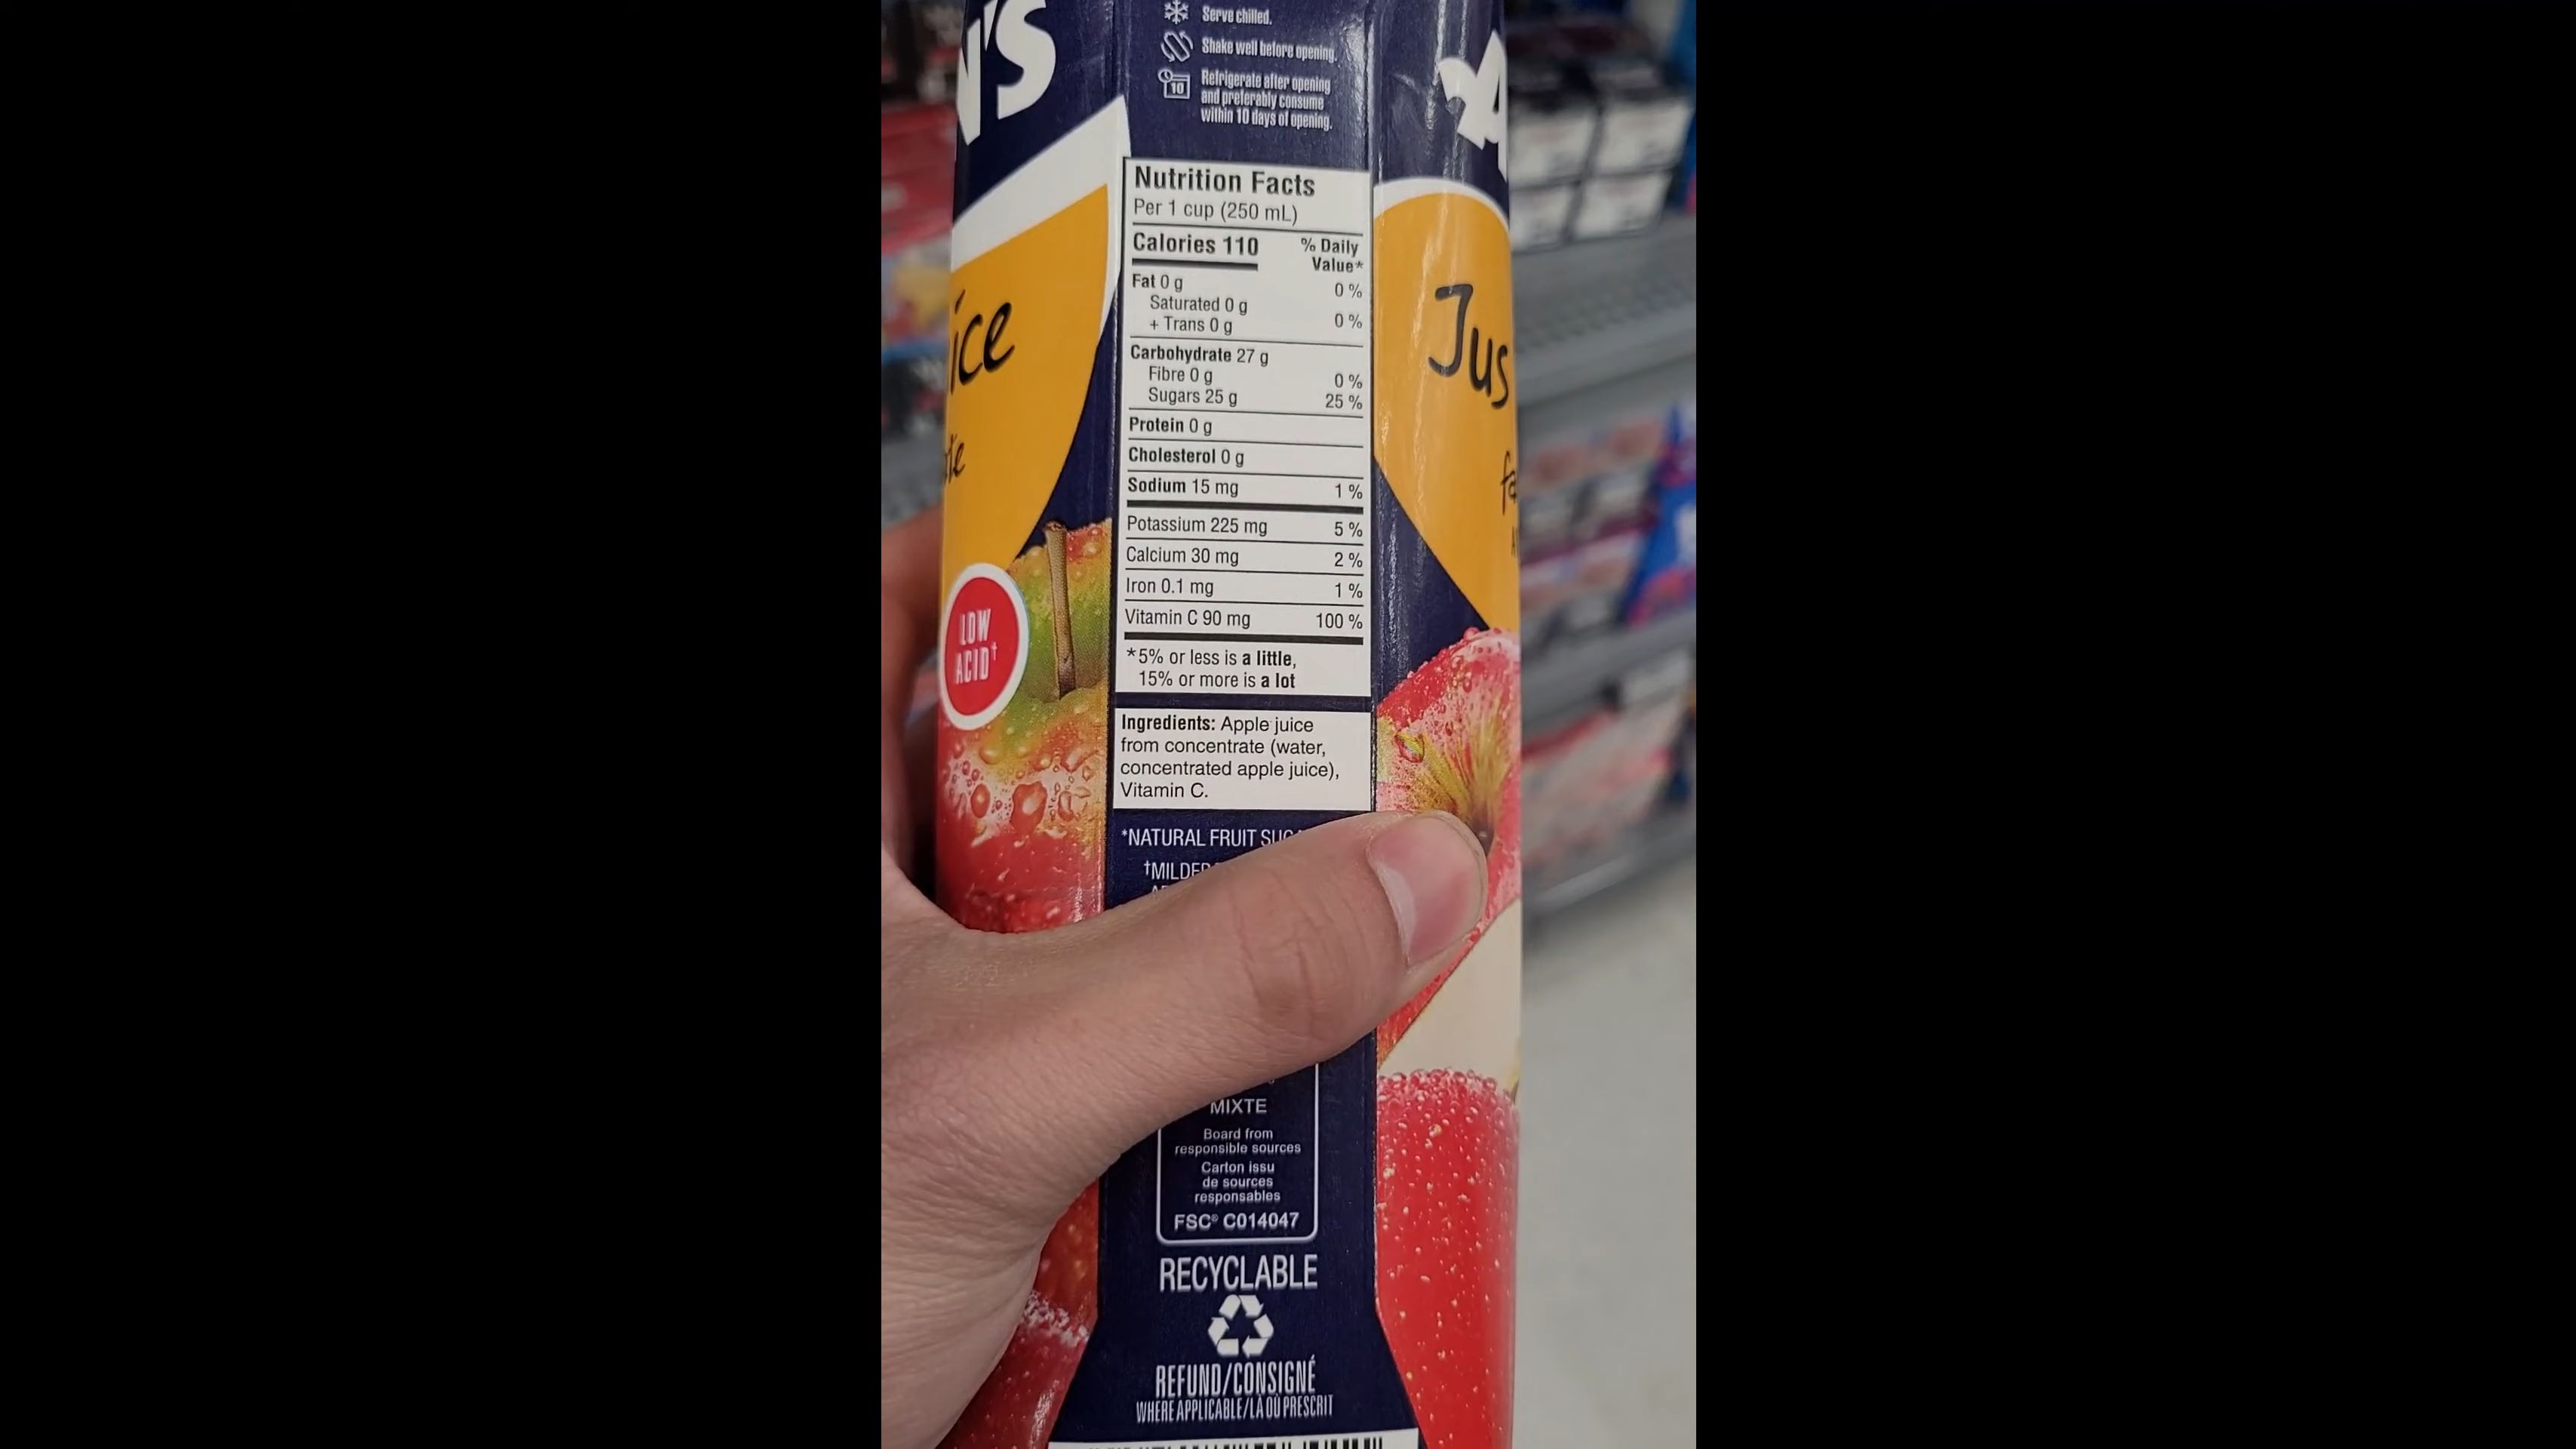 N'S
Serve chilled.
Shake well before opening.
10
Refrigerate after opening
and preferably consume
within 10 days of opening.
Nutrition Facts
Per 1 cup (250 mL)
Calories 110
% Daily
Value*
Fat 0 g 0 %
Saturated 0 g
+ Trans 0 g 0 %
Carbohydrate 27 g
Fibre 0 g 0 %
Sugars 25 g 25 %
Protein 0 g
Cholesterol 0 g
Sodium 15 mg 1 %
Potassium 225 mg 5 %
Calcium 30 mg 2 %
Iron 0.1 mg 1 %
Vitamin C 90 mg 100 %
*5% or less is a little,
15% or more is a lot
Ingredients: Apple juice
from concentrate (water,
concentrated apple juice),
Vitamin C.
*NATURAL FRUIT
LOW
ACID†
ice
Jus
MIXTE
Board from
responsible sources
Carton issu
de sources
responsables
FSC® C014047
RECYCLABLE
REFUND/CONSIGNÉ
WHERE APPLICABLE/LÀ OÙ PRESCRIT